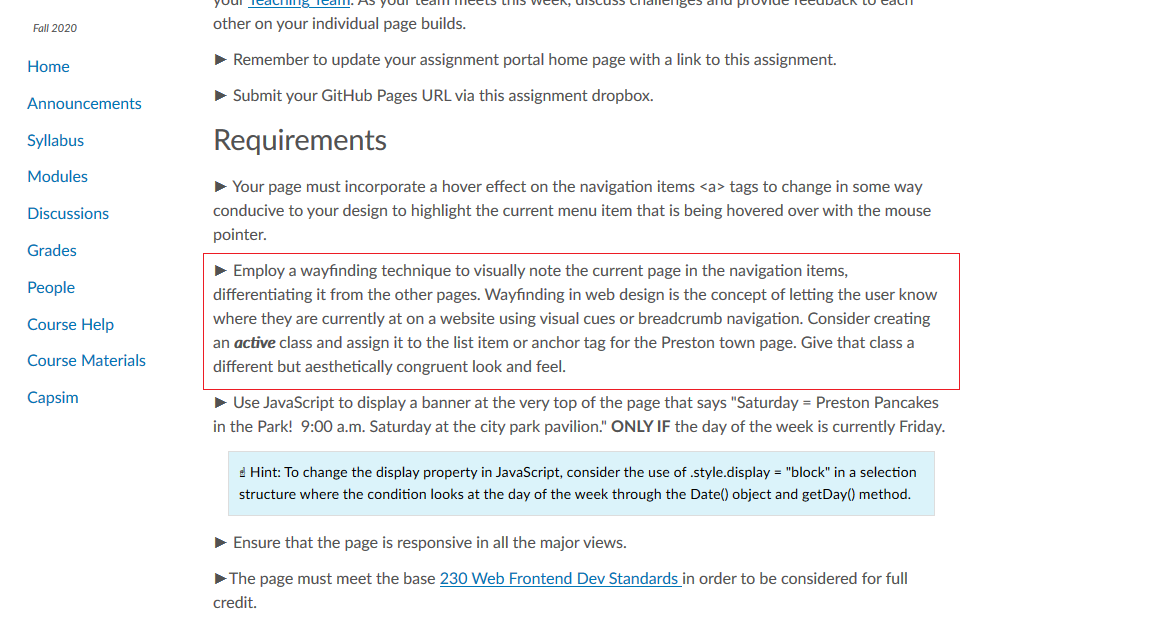 your Teaching Team. As your team meets this week, discuss challenges and provide feedback to each
other on your individual page builds.
Fall 2020
Home
Announcements
Syllabus
Modules
Discussions
Grades
People
Course Help
Course Materials
Capsim
► Remember to update your assignment portal home page with a link to this assignment.
► Submit your GitHub Pages URL via this assignment dropbox.
Requirements
► Your page must incorporate a hover effect on the navigation items <a> tags to change in some way
conducive to your design to highlight the current menu item that is being hovered over with the mouse
pointer.
► Employ a wayfinding technique to visually note the current page in the navigation items,
differentiating it from the other pages. Wayfinding in web design is the concept of letting the user know
where they are currently at on a website using visual cues or breadcrumb navigation. Consider creating
an active class and assign it to the list item or anchor tag for the Preston town page. Give that class a
different but aesthetically congruent look and feel.
► Use JavaScript to display a banner at the very top of the page that says "Saturday = Preston Pancakes
in the Park!  9:00 a.m. Saturday at the city park pavilion." ONLY IF the day of the week is currently Friday.
☝ Hint: To change the display property in JavaScript, consider the use of .style.display = "block" in a selection
structure where the condition looks at the day of the week through the Date() object and getDay() method.
► Ensure that the page is responsive in all the major views.
►The page must meet the base 230 Web Frontend Dev Standards in order to be considered for full
credit.